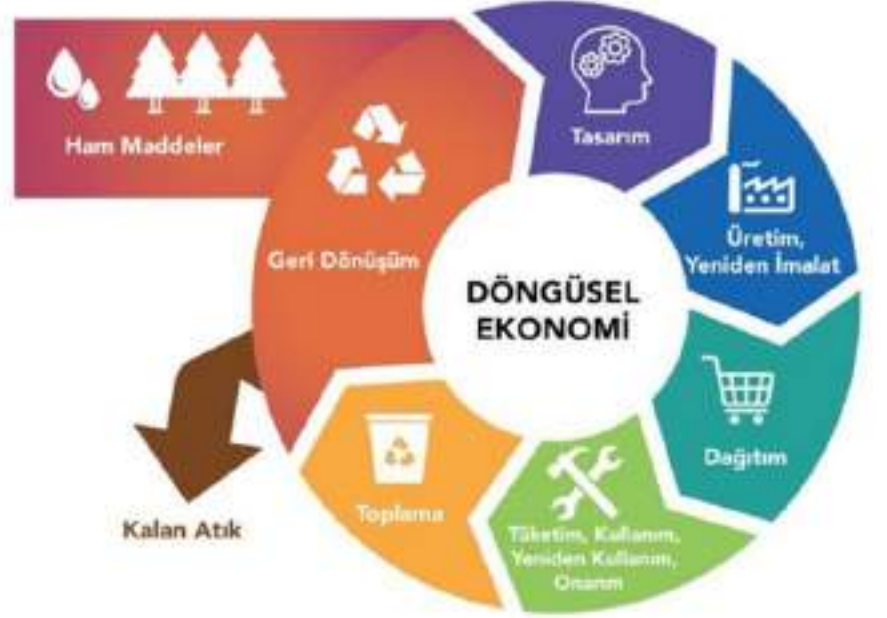 Ham Maddeler
Tasarım
Üretim,
Yeniden İmalat
Geri Dönüşüm
DÖNGÜSEL
EKONOMİ
Dağıtım
Toplama
Tüketim, Kullanım,
Yeniden Kullanım,
Onarım
Kalan Atık